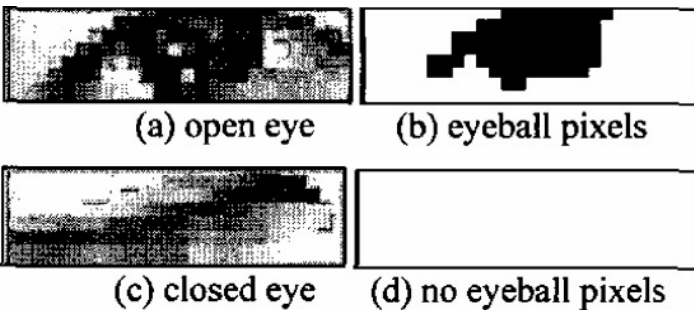 (a) open eye
(b) eyeball pixels
(c) closed eye
(d) no eyeball pixels